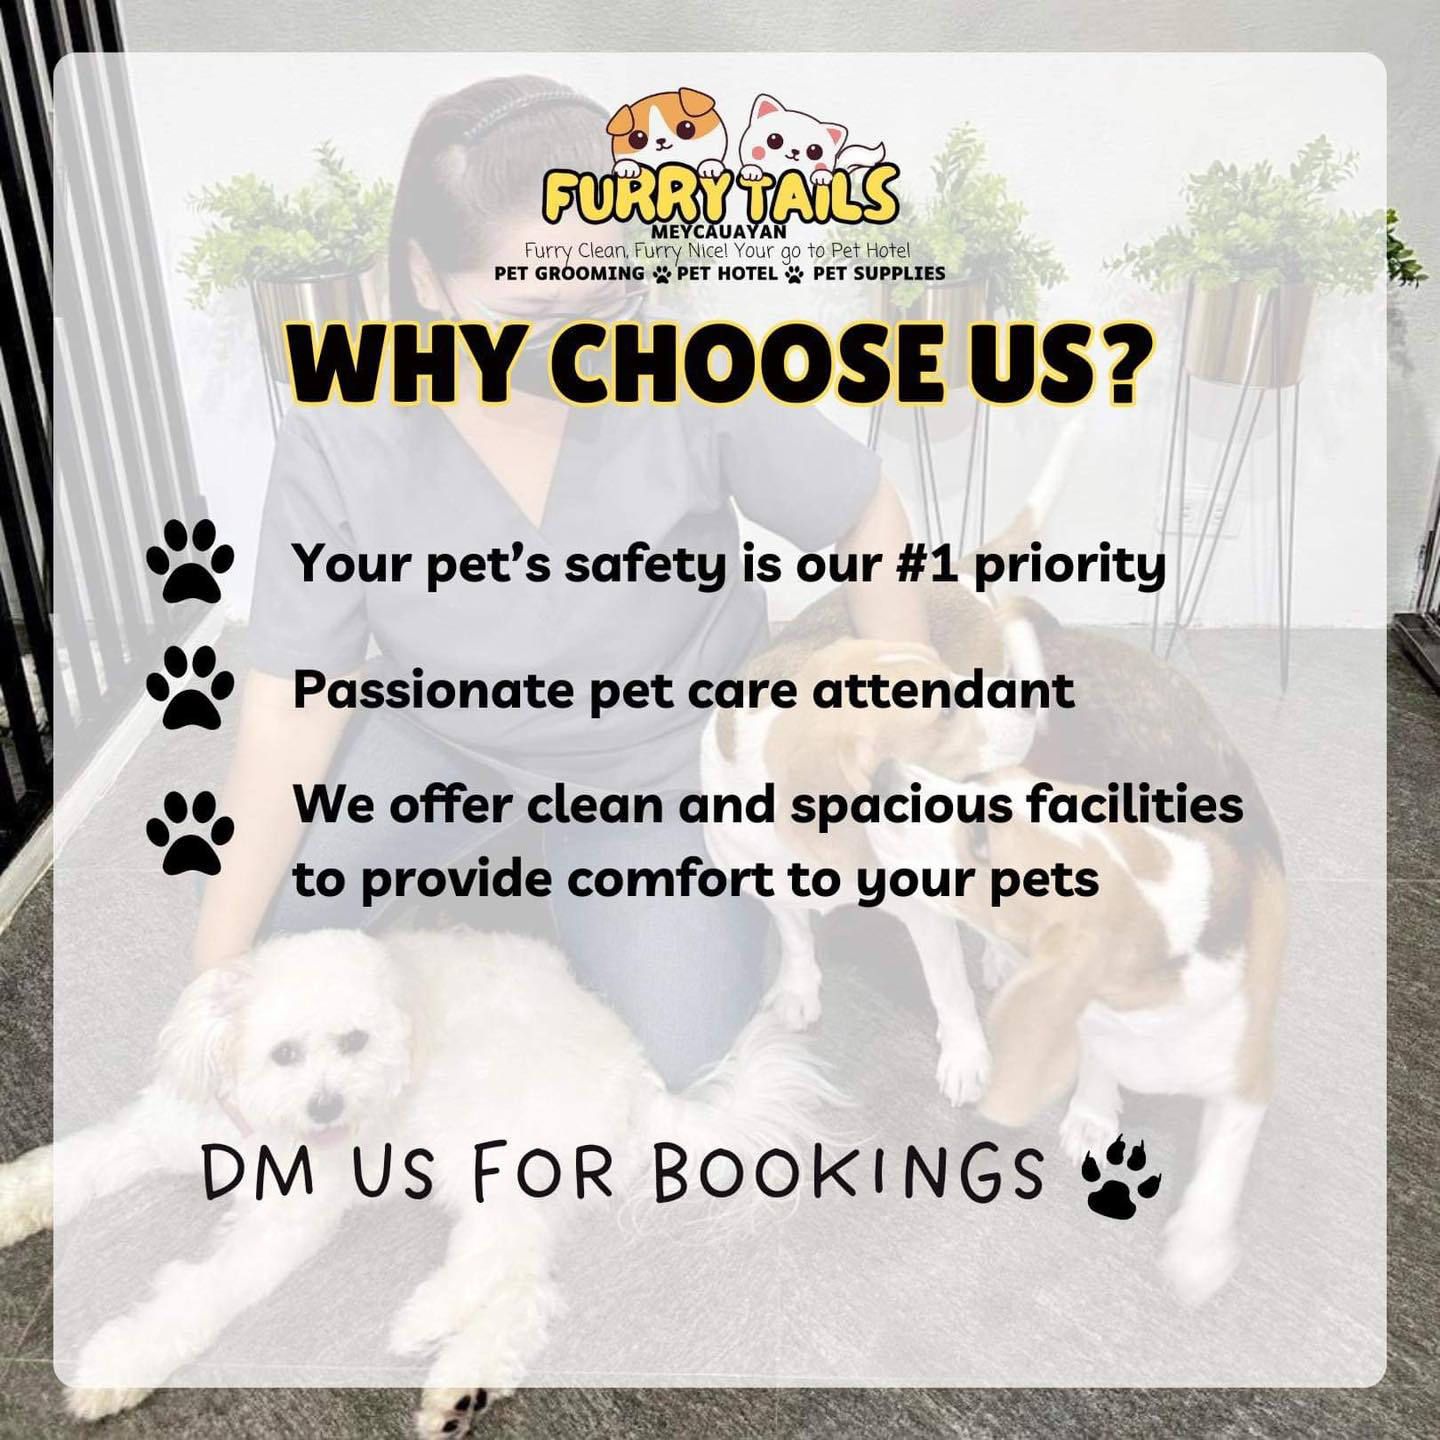 FURRY TAILS
MEYCAUAYAN
Furry Clean, Furry Nice! Your go to Pet Hotel
PET GROOMING PET HOTEL PET SUPPLIES
WHY CHOOSE US?
Your pet's safety is our #1 priority
Passionate pet care attendant
We offer clean and spacious facilities
to provide comfort to your pets
DM US FOR BOOKINGS